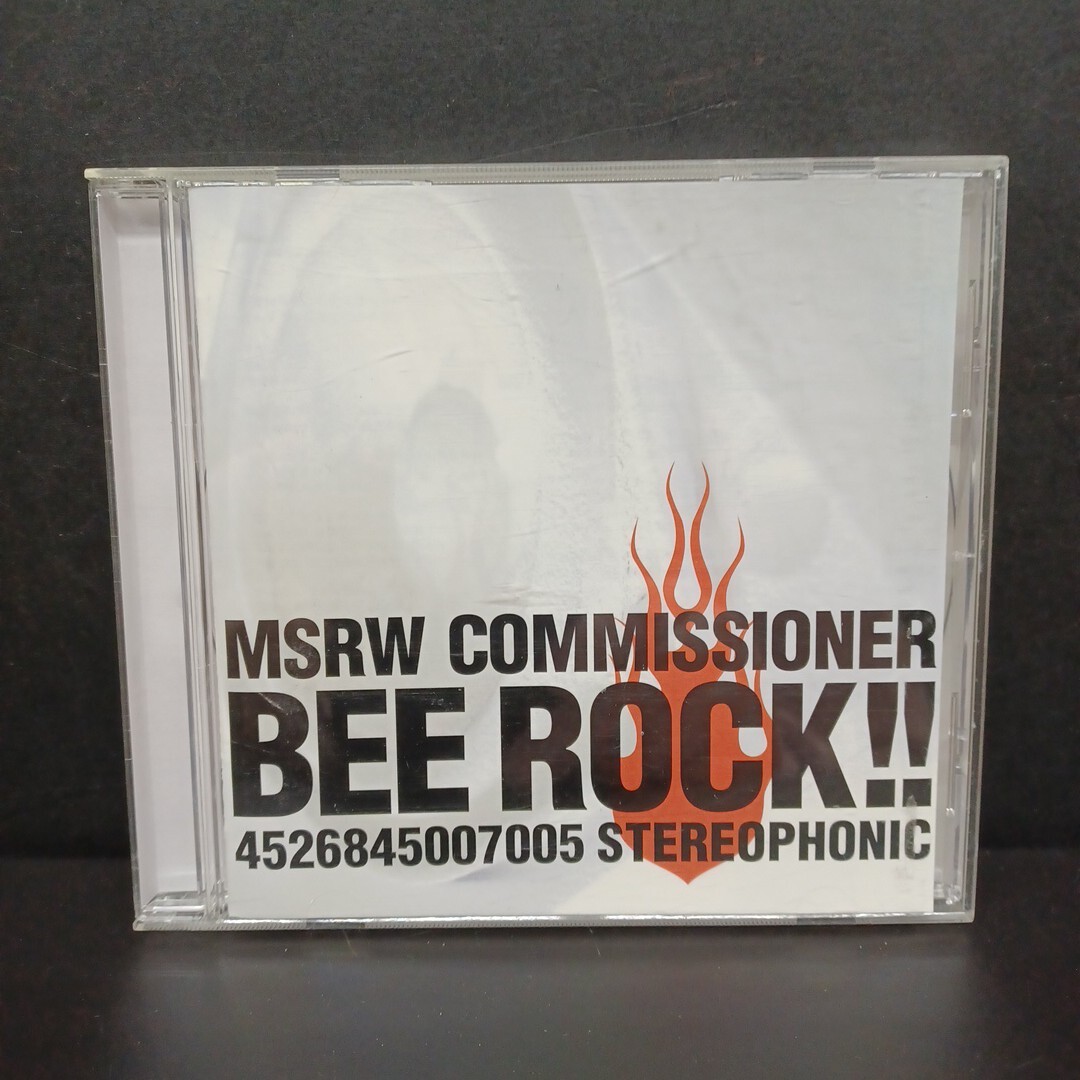 MSRW COMMISSIONER
BEE ROCK!!
4526845007005 STEREOPHONIC